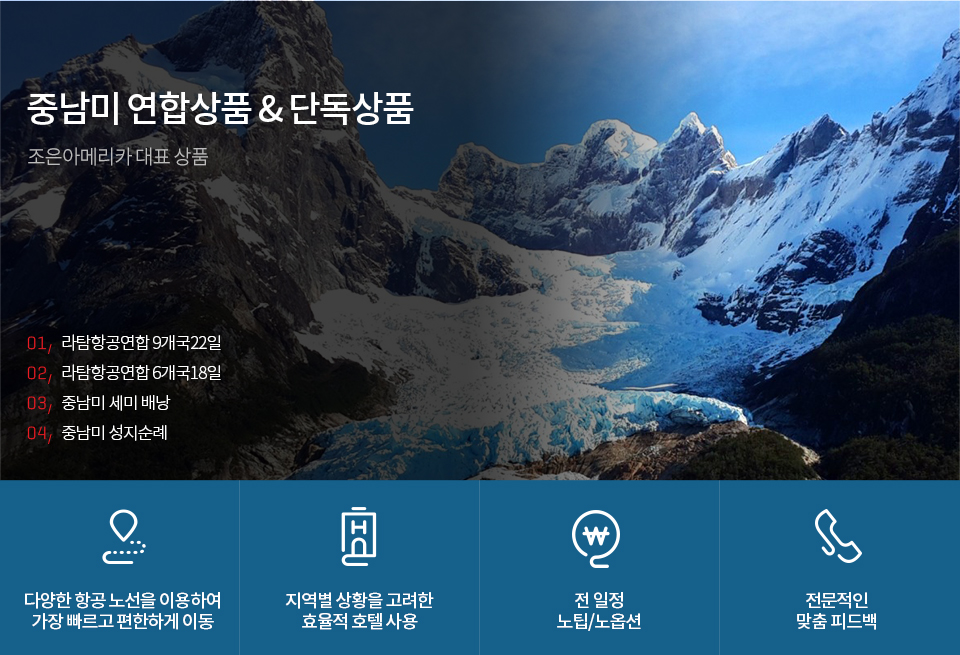 중남미 연합상품 & 단독상품
조은아메리카 대표 상품
01, 라탐항공연합 9개국22일
02, 라탐항공연합 6개국18일
03, 중남미 세미 배낭
04, 중남미 성지순례
다양한 항공 노선을 이용하여
가장 빠르고 편한하게 이동
지역별 상황을 고려한
효율적 호텔 사용
전 일정
노팁/노옵션
전문적인
맞춤 피드백